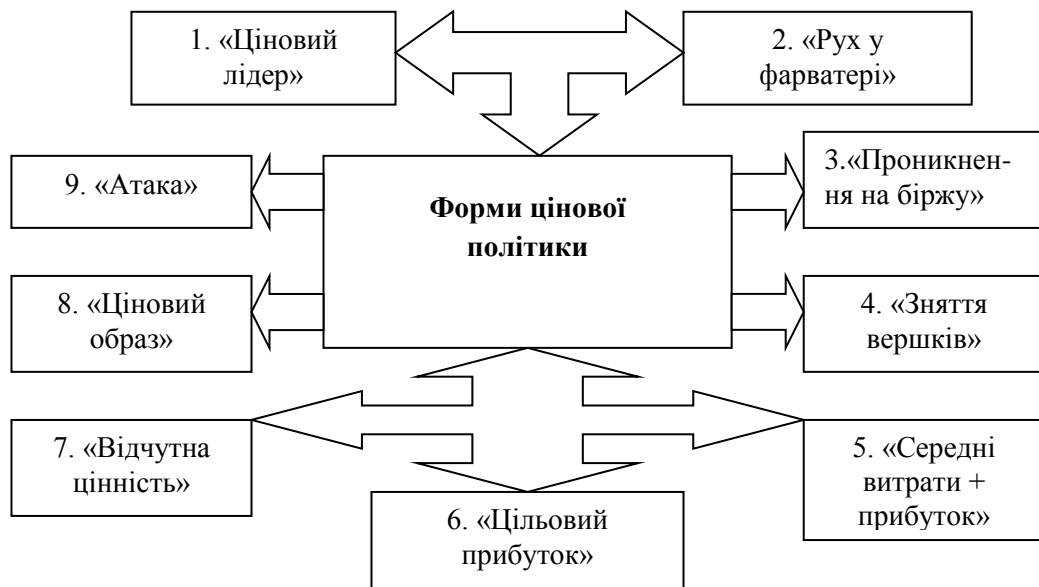 1. «Ціновий
лідер»
2. «Рух у
фарватері»
9. «Атака»
Форми цінової
політики
3.«Проникнен-
ня на біржу»
8. «Ціновий
образ»
4. «Зняття
вершків»
7. «Відчутна
цінність»
6. «Цільовий
прибуток»
5. «Середні
витрати +
прибуток»